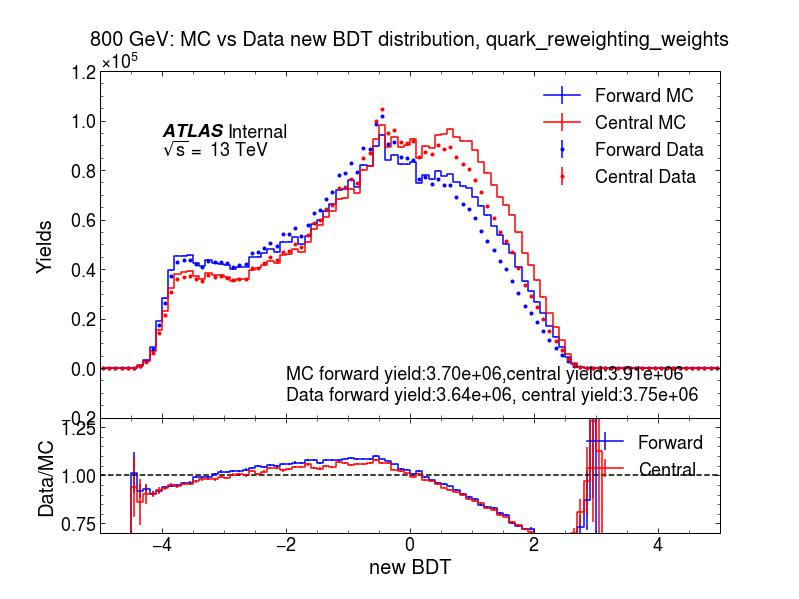 800 GeV: MC vs Data new BDT distribution, quark_reweighting_weights
×10⁵
1.2
1.0
0.8
0.6
0.4
0.2
0.0
0.2
Yields
ATLAS Internal
√s = 13 TeV
Forward MC
Central MC
Forward Data
Central Data
MC forward yield:3.70e+06,central yield:3.91e+06
Data forward yield:3.64e+06, central yield:3.75e+06
1.25
1.00
0.75
Data/MC
Forward
Central
−4 −2 0 2 4
new BDT